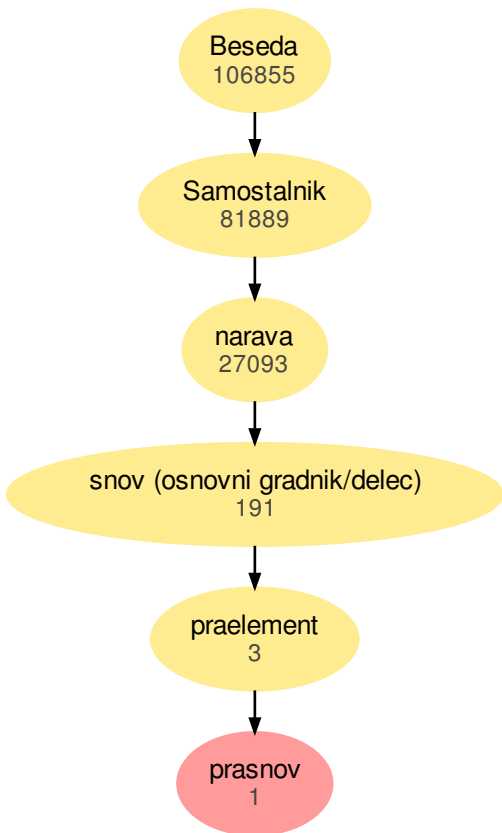 Beseda
106855
Samostalnik
81889
narava
27093
snov (osnovni gradnik/delec)
191
praelement
3
prasnov
1